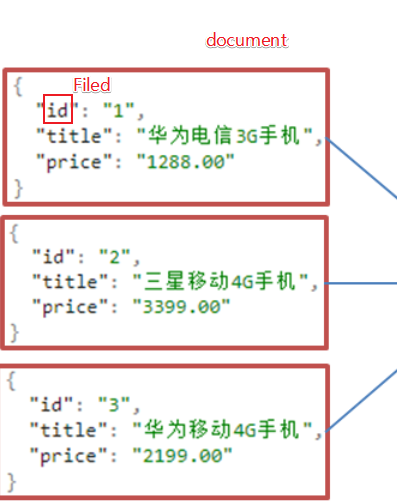 document
Filed
{
"id": "1",
"title": "华为电信3G手机",
"price": "1288.00"
}
{
"id": "2",
"title": "三星移动4G手机",
"price": "3399.00"
}
{
"id": "3",
"title": "华为移动4G手机",
"price": "2199.00"
}